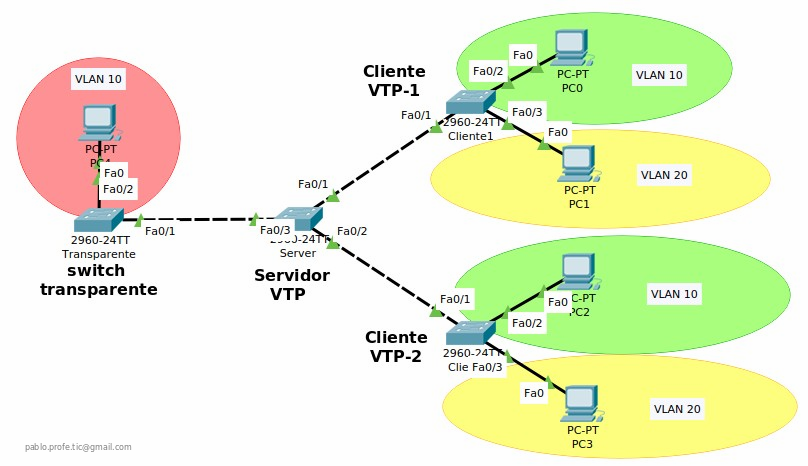 VLAN 10
PC-PT
PC4
Fa0
Fa0/2
Fa0/1
2960-24TT
Transparente
switch
transparente
Fa0/1
Fa0/3
Fa0/2
2960-24TT
Server
Servidor
VTP
Cliente
VTP-1
Fa0/1
Fa0/2
Fa0
PC-PT
PC0
VLAN 10
2960-24TT
Cliente1
Fa0/3
Fa0
PC-PT
PC1
VLAN 20
Cliente
VTP-2
Fa0/1
Fa0/2
Fa0
PC-PT
PC2
VLAN 10
2960-24TT
Clie
Fa0/3
Fa0
PC-PT
PC3
VLAN 20
pablo.profe.tic@gmail.com